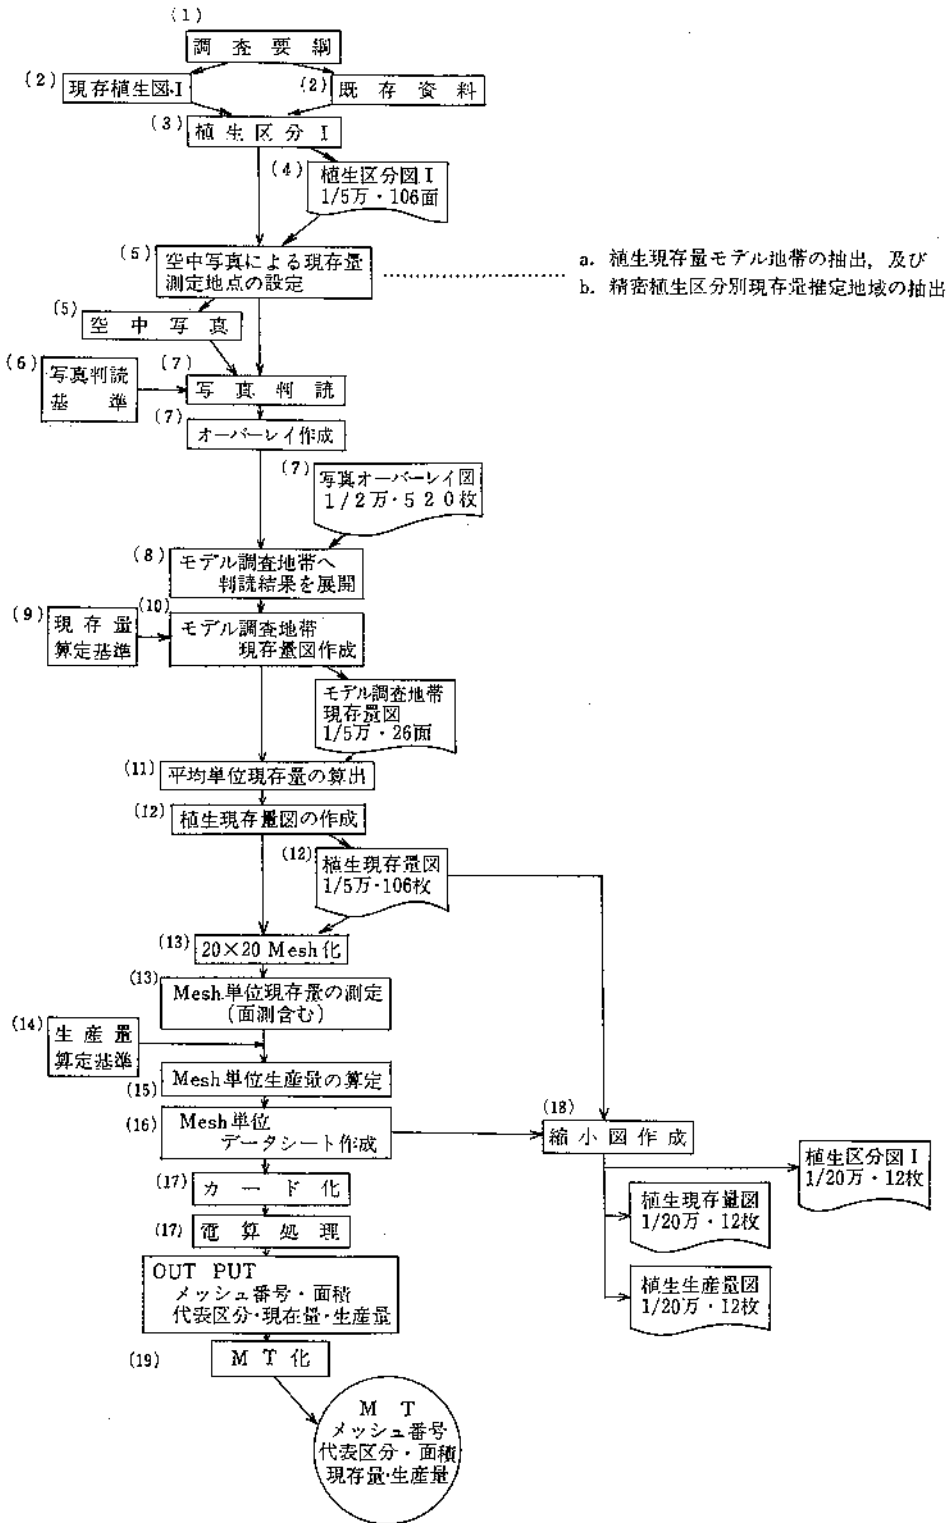 (1)
調査要綱
(2)
現存植生図·I
(2)
既存資料
(3)
植生区分I
(4)
植生区分図I
1/5万・106面
(5)
空中写真による現存量
測定地点の設定
a. 植生現存量モデル地帯の抽出, 及び
b. 精密植生区分別現存量推定地域の抽出
(5)
空中写真
(6)
写真判読
基準
(7)
写真判読
(7)
オーバーレイ作成
(7)
写真オーバーレイ図
1/2万・520枚
(8)
モデル調査地帯へ
判読結果を展開
(9)
現存量
算定基準
(10)
モデル調査地帯
現存量図作成
モデル調査地帯
現存量図
1/5万・26面
(11)
平均単位現存量の算出
(12)
植生現存量図の作成
(12)
植生現存量図
1/5万・106枚
(13)
20×20 Mesh化
(13)
Mesh単位現存量の測定
(面測含む)
(14)
生産量
算定基準
(15)
Mesh単位生産量の算定
(16)
Mesh単位
データシート作成
(18)
縮小図作成
植生区分図I
1/20万・12枚
(17)
カード化
植生現存量図
1/20万・12枚
(17)
電算処理
OUT PUT
メッシュ番号・面積
代表区分・現在量・生産量
植生生産量図
1/20万・12枚
(19)
MT化
M T
メッシュ番号
代表区分・面積
現存量・生産量